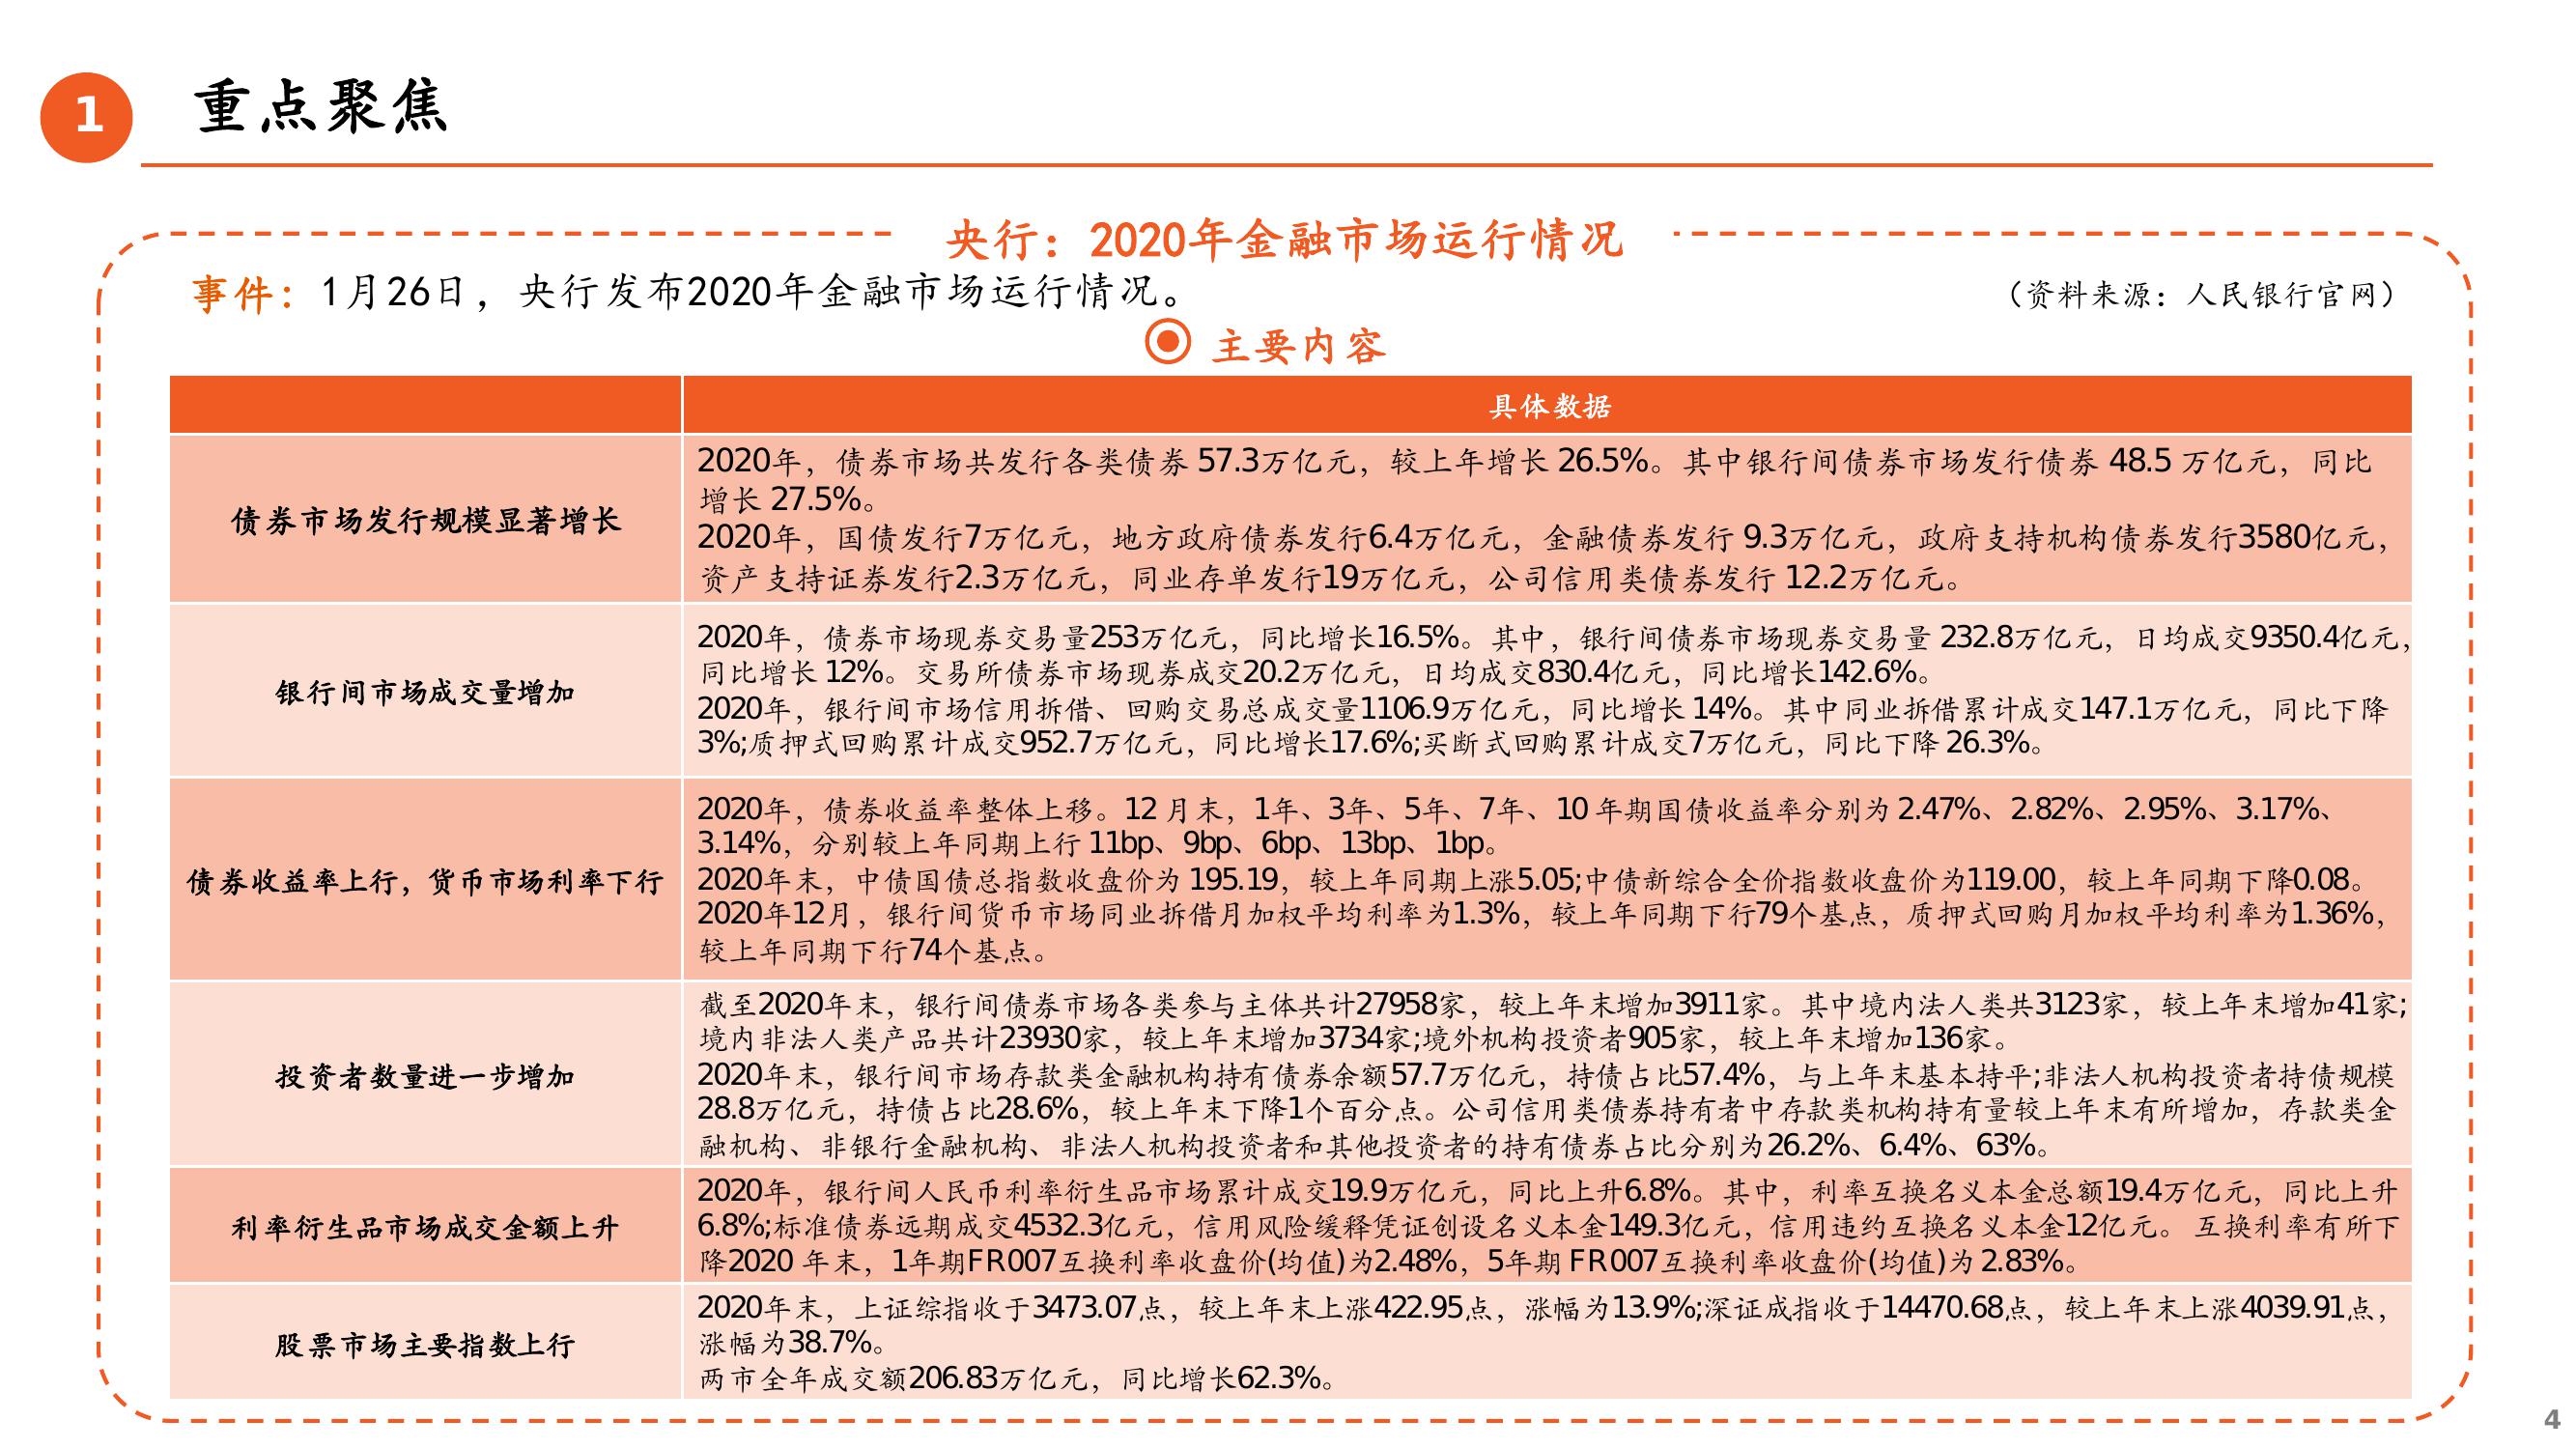 1
重点聚焦
央行：2020年金融市场运行情况
事件：1月26日，央行发布2020年金融市场运行情况。
（资料来源：人民银行官网）
主要内容
具体数据
债券市场发行规模显著增长
2020年，债券市场共发行各类债券 57.3万亿元，较上年增长 26.5%。其中银行间债券市场发行债券 48.5 万亿元，同比
增长 27.5%。
2020年，国债发行7万亿元，地方政府债券发行6.4万亿元，金融债券发行 9.3万亿元，政府支持机构债券发行3580亿元，
资产支持证券发行2.3万亿元，同业存单发行19万亿元，公司信用类债券发行 12.2万亿元。
银行间市场成交量增加
2020年，债券市场现券交易量253万亿元，同比增长16.5%。其中，银行间债券市场现券交易量 232.8万亿元，日均成交9350.4亿元，
同比增长 12%。交易所债券市场现券成交20.2万亿元，日均成交830.4亿元，同比增长142.6%。
2020年，银行间市场信用拆借、回购交易总成交量1106.9万亿元，同比增长 14%。其中同业拆借累计成交147.1万亿元，同比下降
3%;质押式回购累计成交952.7万亿元，同比增长17.6%;买断式回购累计成交7万亿元，同比下降 26.3%。
债券收益率上行，货币市场利率下行
2020年，债券收益率整体上移。12 月末，1年、3年、5年、7年、10 年期国债收益率分别为 2.47%、2.82%、2.95%、3.17%、
3.14%，分别较上年同期上行 11bp、9bp、6bp、13bp、1bp。
2020年末，中债国债总指数收盘价为 195.19，较上年同期上涨5.05;中债新综合全价指数收盘价为119.00，较上年同期下降0.08。
2020年12月，银行间货币市场同业拆借月加权平均利率为1.3%，较上年同期下行79个基点，质押式回购月加权平均利率为1.36%，
较上年同期下行74个基点。
投资者数量进一步增加
截至2020年末，银行间债券市场各类参与主体共计27958家，较上年末增加3911家。其中境内法人类共3123家，较上年末增加41家;
境内非法人类产品共计23930家，较上年末增加3734家;境外机构投资者905家，较上年末增加136家。
2020年末，银行间市场存款类金融机构持有债券余额57.7万亿元，持债占比57.4%，与上年末基本持平;非法人机构投资者持债规模
28.8万亿元，持债占比28.6%，较上年末下降1个百分点。公司信用类债券持有者中存款类机构持有量较上年末有所增加，存款类金
融机构、非银行金融机构、非法人机构投资者和其他投资者的持有债券占比分别为26.2%、6.4%、63%。
利率衍生品市场成交金额上升
2020年，银行间人民币利率衍生品市场累计成交19.9万亿元，同比上升6.8%。其中，利率互换名义本金总额19.4万亿元，同比上升
6.8%;标准债券远期成交4532.3亿元，信用风险缓释凭证创设名义本金149.3亿元，信用违约互换名义本金12亿元。 互换利率有所下
降2020 年末，1年期FR007互换利率收盘价(均值)为2.48%，5年期 FR007互换利率收盘价(均值)为 2.83%。
股票市场主要指数上行
2020年末，上证综指收于3473.07点，较上年末上涨422.95点，涨幅为13.9%;深证成指收于14470.68点，较上年末上涨4039.91点，
涨幅为38.7%。
两市全年成交额206.83万亿元，同比增长62.3%。
4